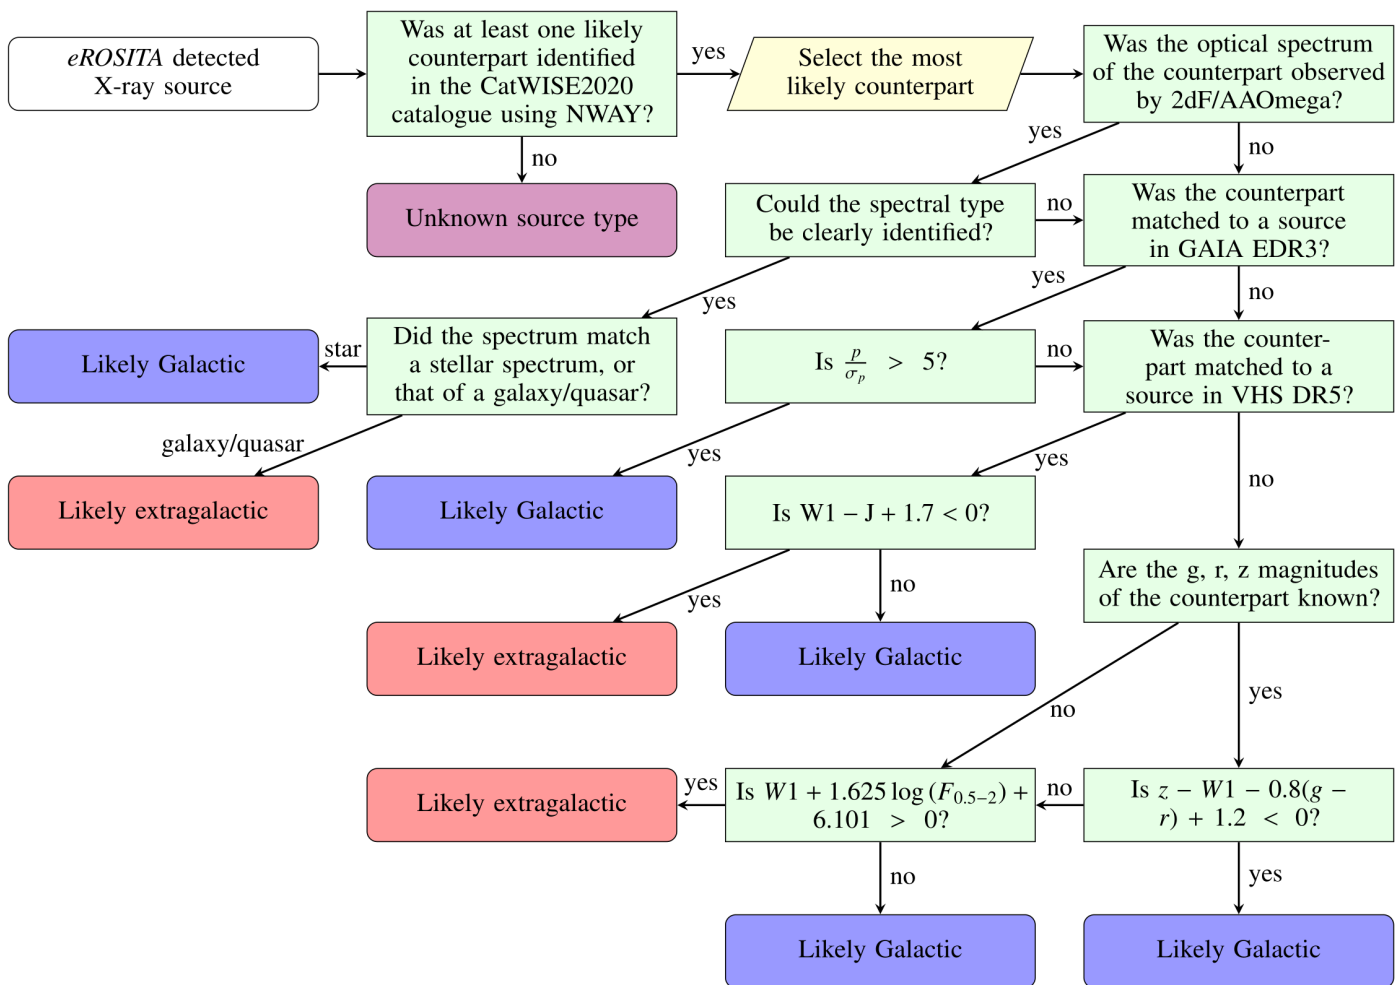 eROSITA detected
X-ray source
Was at least one likely
counterpart identified
in the CatWISE2020
catalogue using NWAY?
yes
Select the most
likely counterpart
Was the optical spectrum
of the counterpart observed
by 2dF/AAOmega?
no
Unknown source type
yes
no
Could the spectral type
be clearly identified?
no
Was the counterpart
matched to a source
in GAIA EDR3?
yes
yes
no
Likely Galactic
star
Did the spectrum match
a stellar spectrum, or
that of a galaxy/quasar?
Is p/σp > 5?
no
Was the counter-
part matched to a
source in VHS DR5?
galaxy/quasar
yes
yes
no
Likely extragalactic
Likely Galactic
Is W1 − J + 1.7 < 0?
yes
no
Are the g, r, z magnitudes
of the counterpart known?
Likely extragalactic
Likely Galactic
no
yes
Likely extragalactic
yes
Is W1 + 1.625 log (F0.5−2) +
6.101 > 0?
no
Is z − W1 − 0.8(g −
r) + 1.2 < 0?
no
yes
Likely Galactic
Likely Galactic